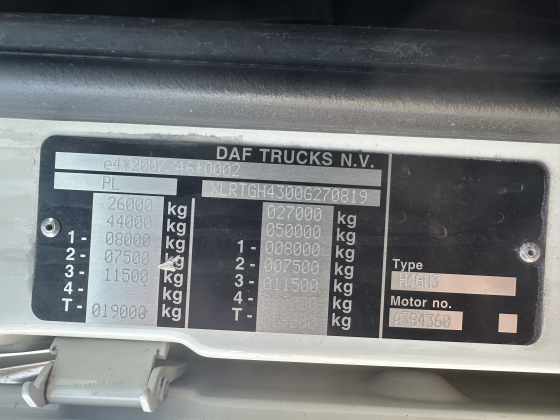 DAF TRUCKS N.V.
e4*2007/46*0002
PL XLRTGH4300G270819
26000 kg 027000 kg
44000 kg 050000 kg
1 - 08000 kg 1 - 008000 kg
2 - 07500 kg 2 - 007500 kg
3 - 11500 kg 3 - 011500 kg
4 - kg 4 - kg
T - 019000 kg T - kg
Type
Motor no.